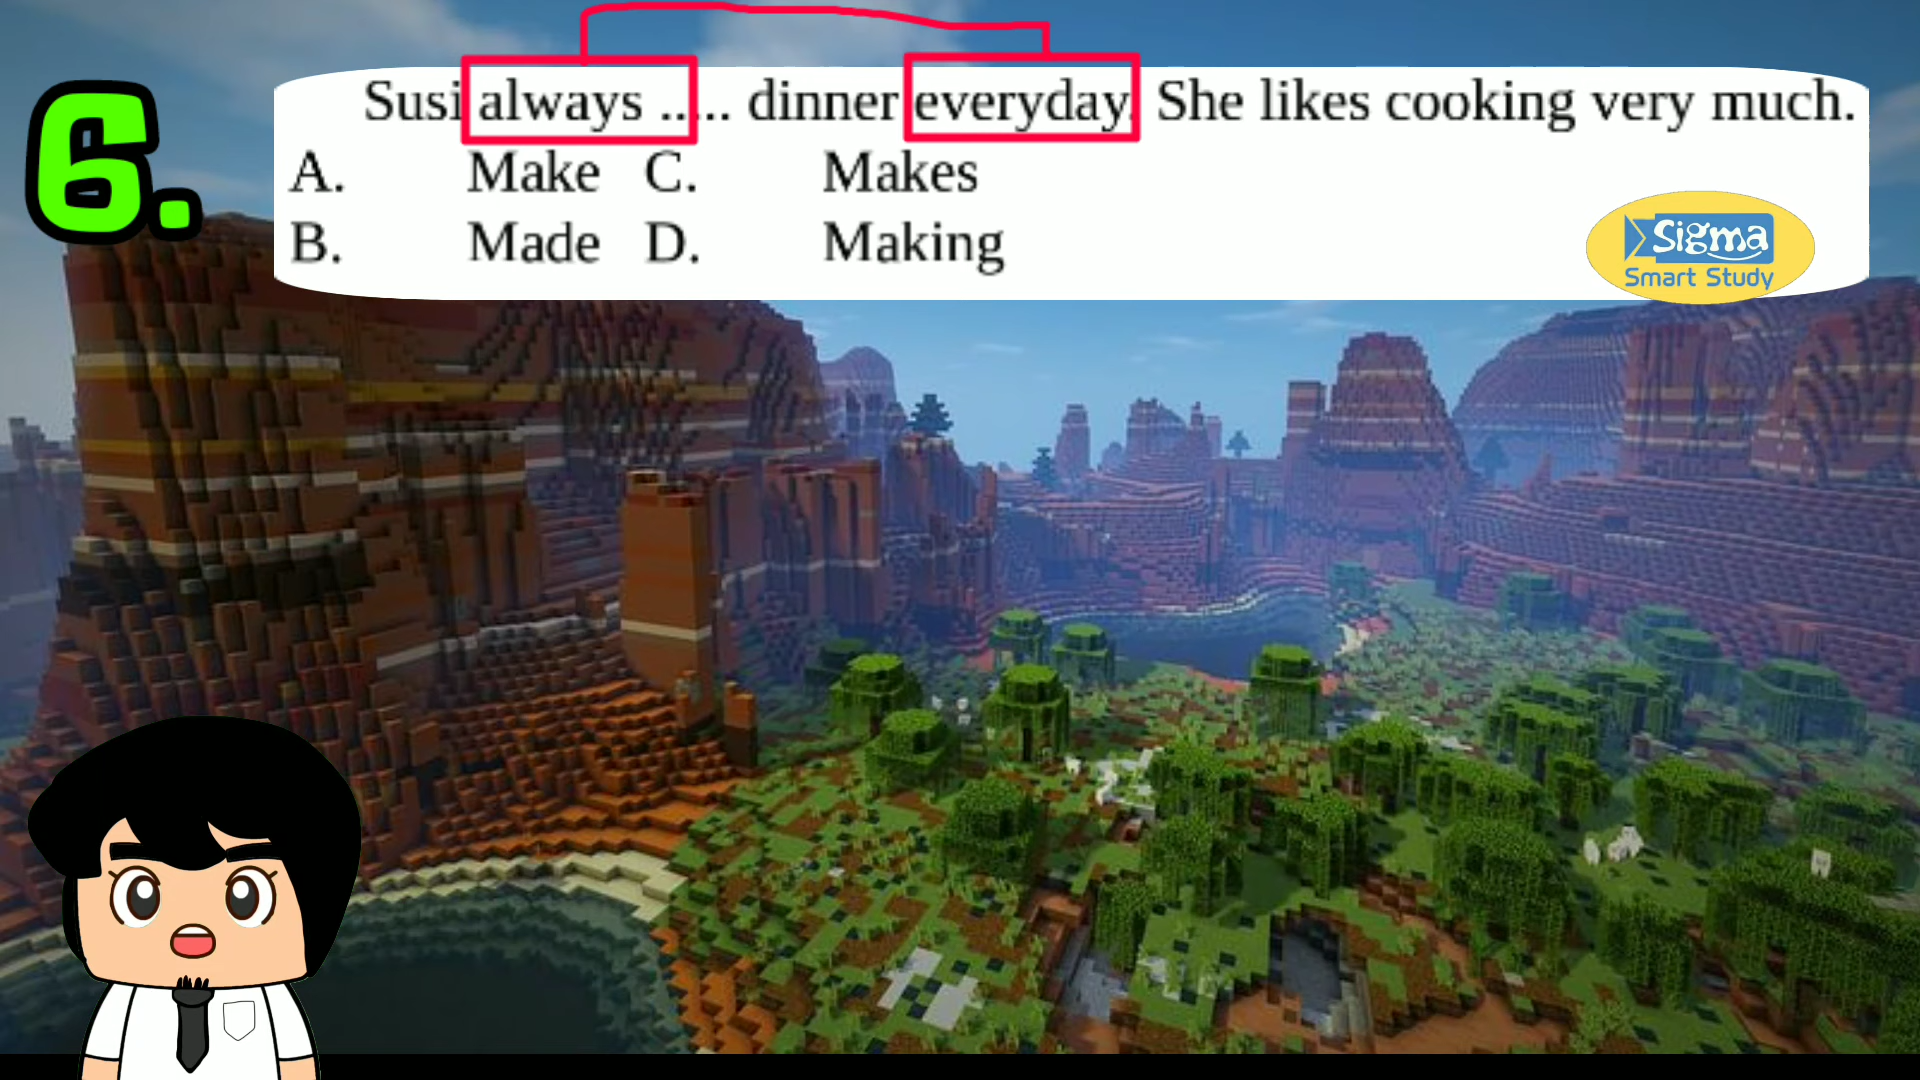 6.
Susi always ..... dinner everyday. She likes cooking very much.
A. Make C. Makes
B. Made D. Making
Sigma
Smart Study